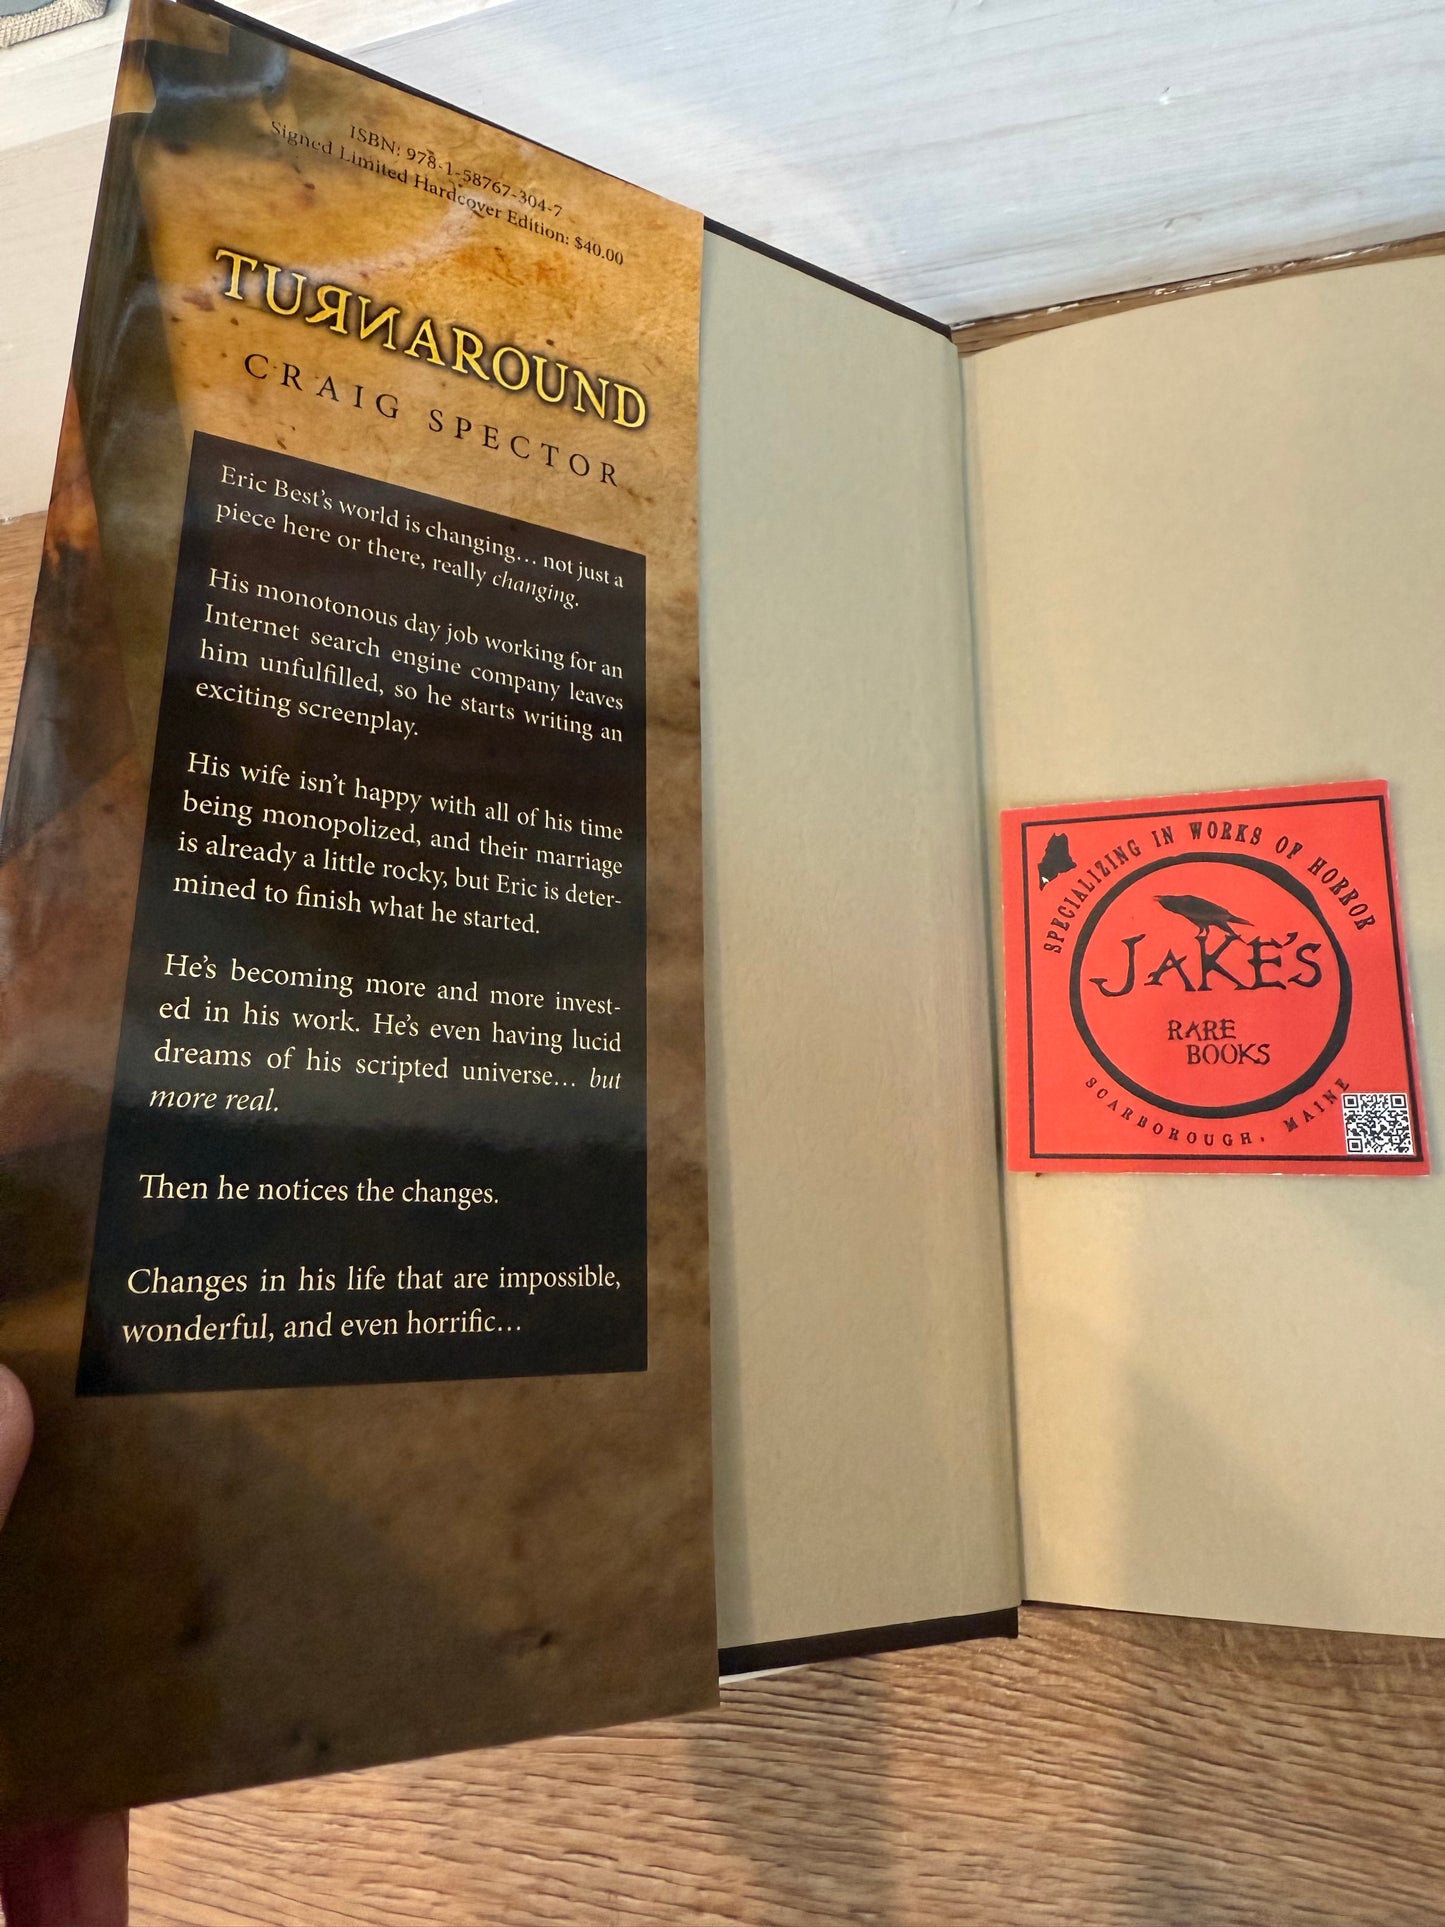 ISBN: 978-1-58767-304-7
Signed Limited Hardcover Edition: $40.00
TURNAROUND
CRAIG SPECTOR
Eric Best's world is changing… not just a
piece here or there, really changing.
His monotonous day job working for an
Internet search engine company leaves
him unfulfilled, so he starts writing an
exciting screenplay.
His wife isn't happy with all of his time
being monopolized, and their marriage
is already a little rocky, but Eric is deter-
mined to finish what he started.
He's becoming more and more invest-
ed in his work. He's even having lucid
dreams of his scripted universe… but
more real.
Then he notices the changes.
Changes in his life that are impossible,
wonderful, and even horrific…
SPECIALIZING IN WORKS OF HORROR
JAKE'S
RARE
BOOKS
SCARBOROUGH, MAINE